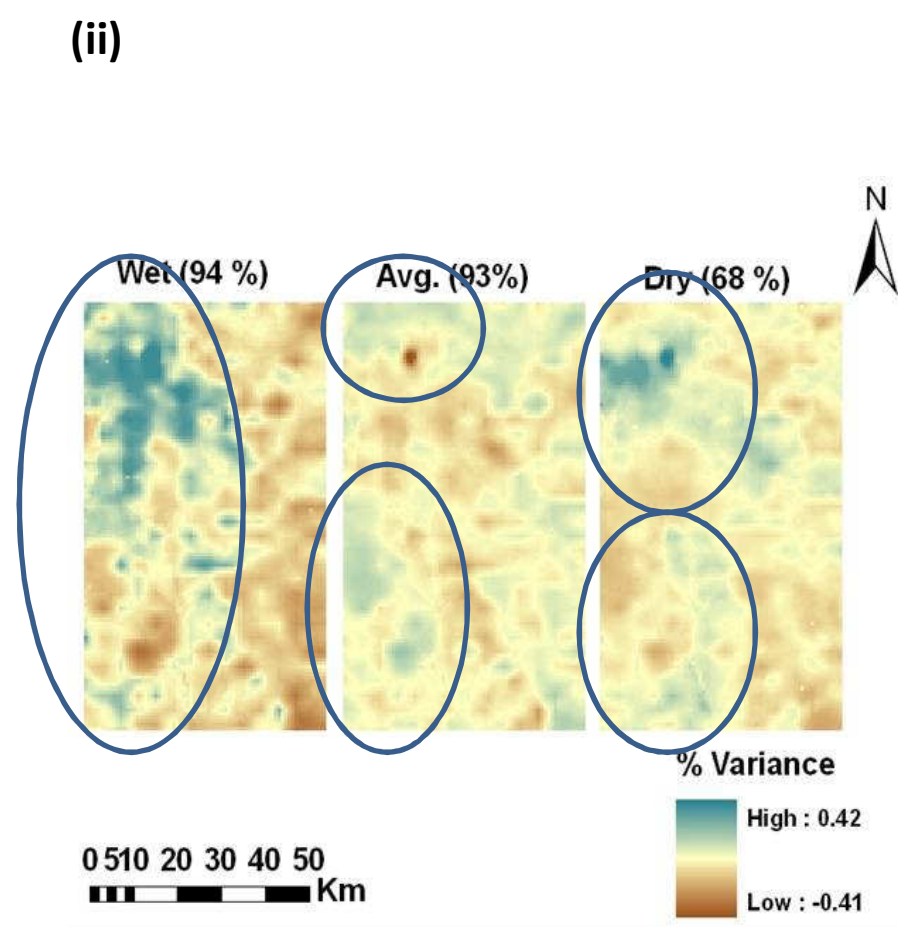 (ii)
N
Wet (94 %)
Avg. (93%)
Dry (68 %)
% Variance
High : 0.42
Low : -0.41
0 5 10 20 30 40 50
Km